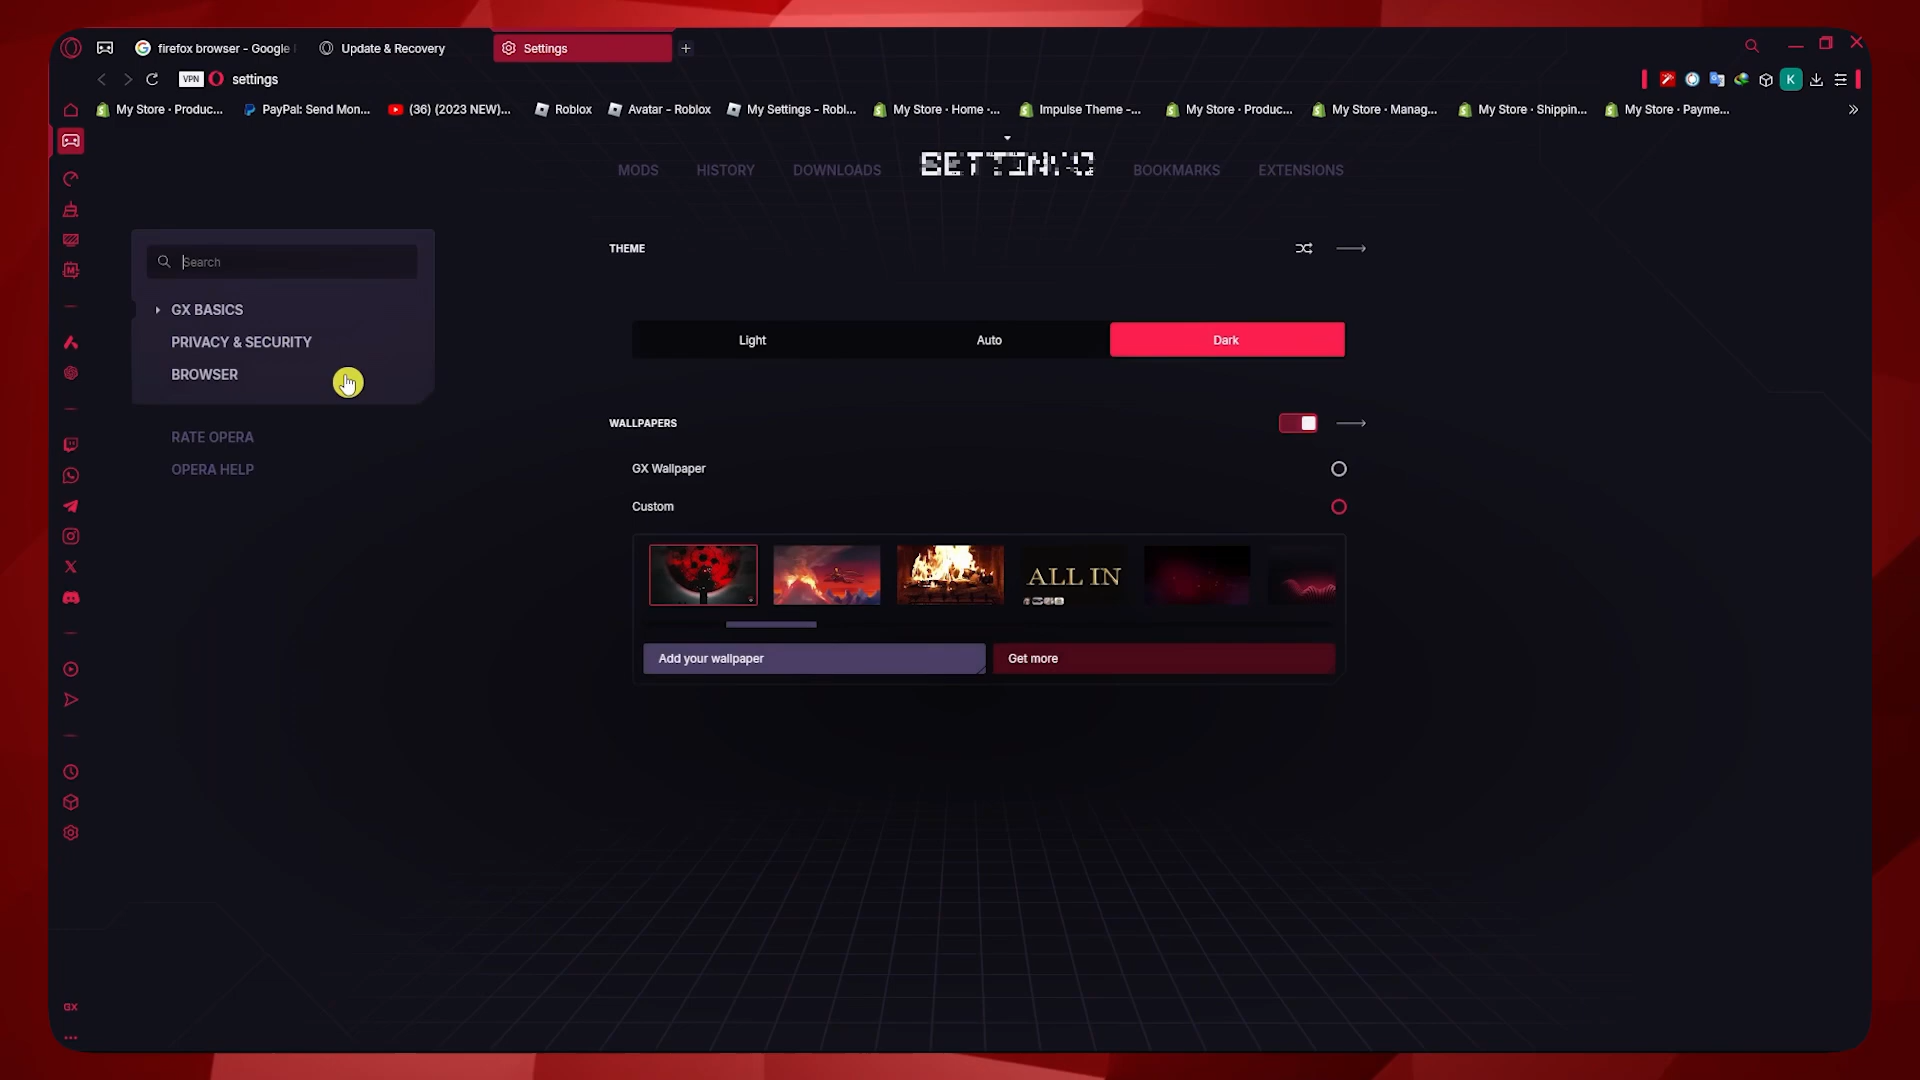 firefox browser - Google
Update & Recovery
Settings
VPN
settings
K
My Store · Produc...
PayPal: Send Mon...
(36) (2023 NEW)...
Roblox
Avatar - Roblox
My Settings - Robl...
My Store · Home ·...
Impulse Theme -...
My Store · Produc...
My Store · Manag...
My Store · Shippin...
My Store · Payme...
MODS
HISTORY
DOWNLOADS
BOOKMARKS
EXTENSIONS
Search
GX BASICS
PRIVACY & SECURITY
BROWSER
RATE OPERA
OPERA HELP
THEME
Light
Auto
Dark
WALLPAPERS
GX Wallpaper
Custom
ALL IN
Add your wallpaper
Get more
GX